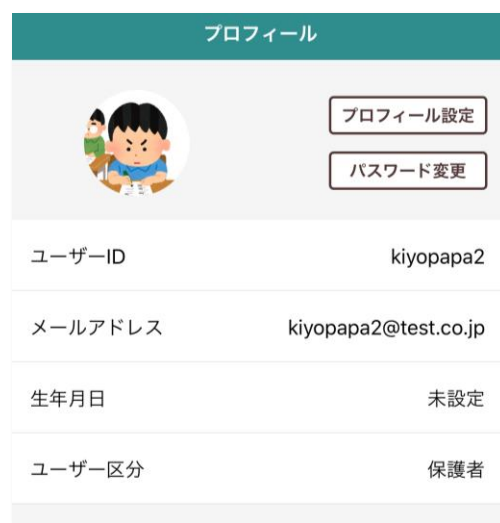 プロフィール
プロフィール設定
パスワード変更
ユーザーID kiyopapa2
メールアドレス kiyopapa2@test.co.jp
生年月日 未設定
ユーザー区分 保護者